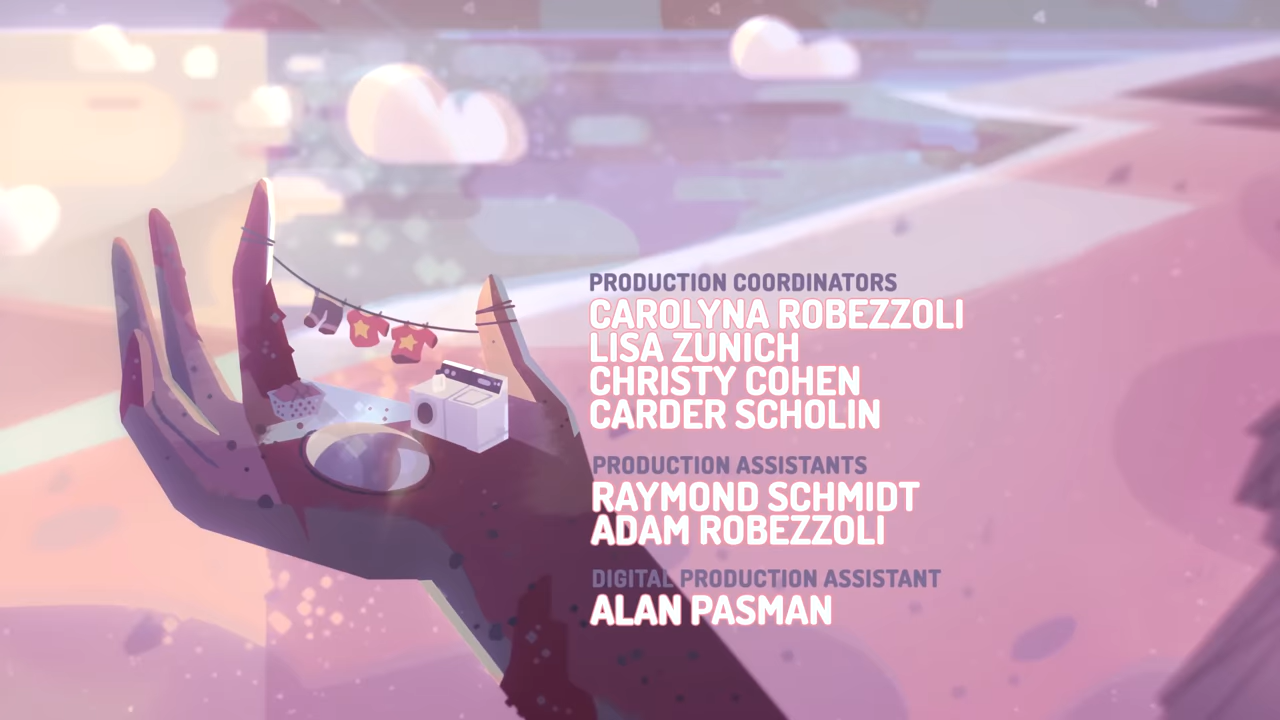 PRODUCTION COORDINATORS
CAROLYNA ROBEZZOLI
LISA ZUNICH
CHRISTY COHEN
CARDER SCHOLIN
PRODUCTION ASSISTANTS
RAYMOND SCHMIDT
ADAM ROBEZZOLI
DIGITAL PRODUCTION ASSISTANT
ALAN PASMAN